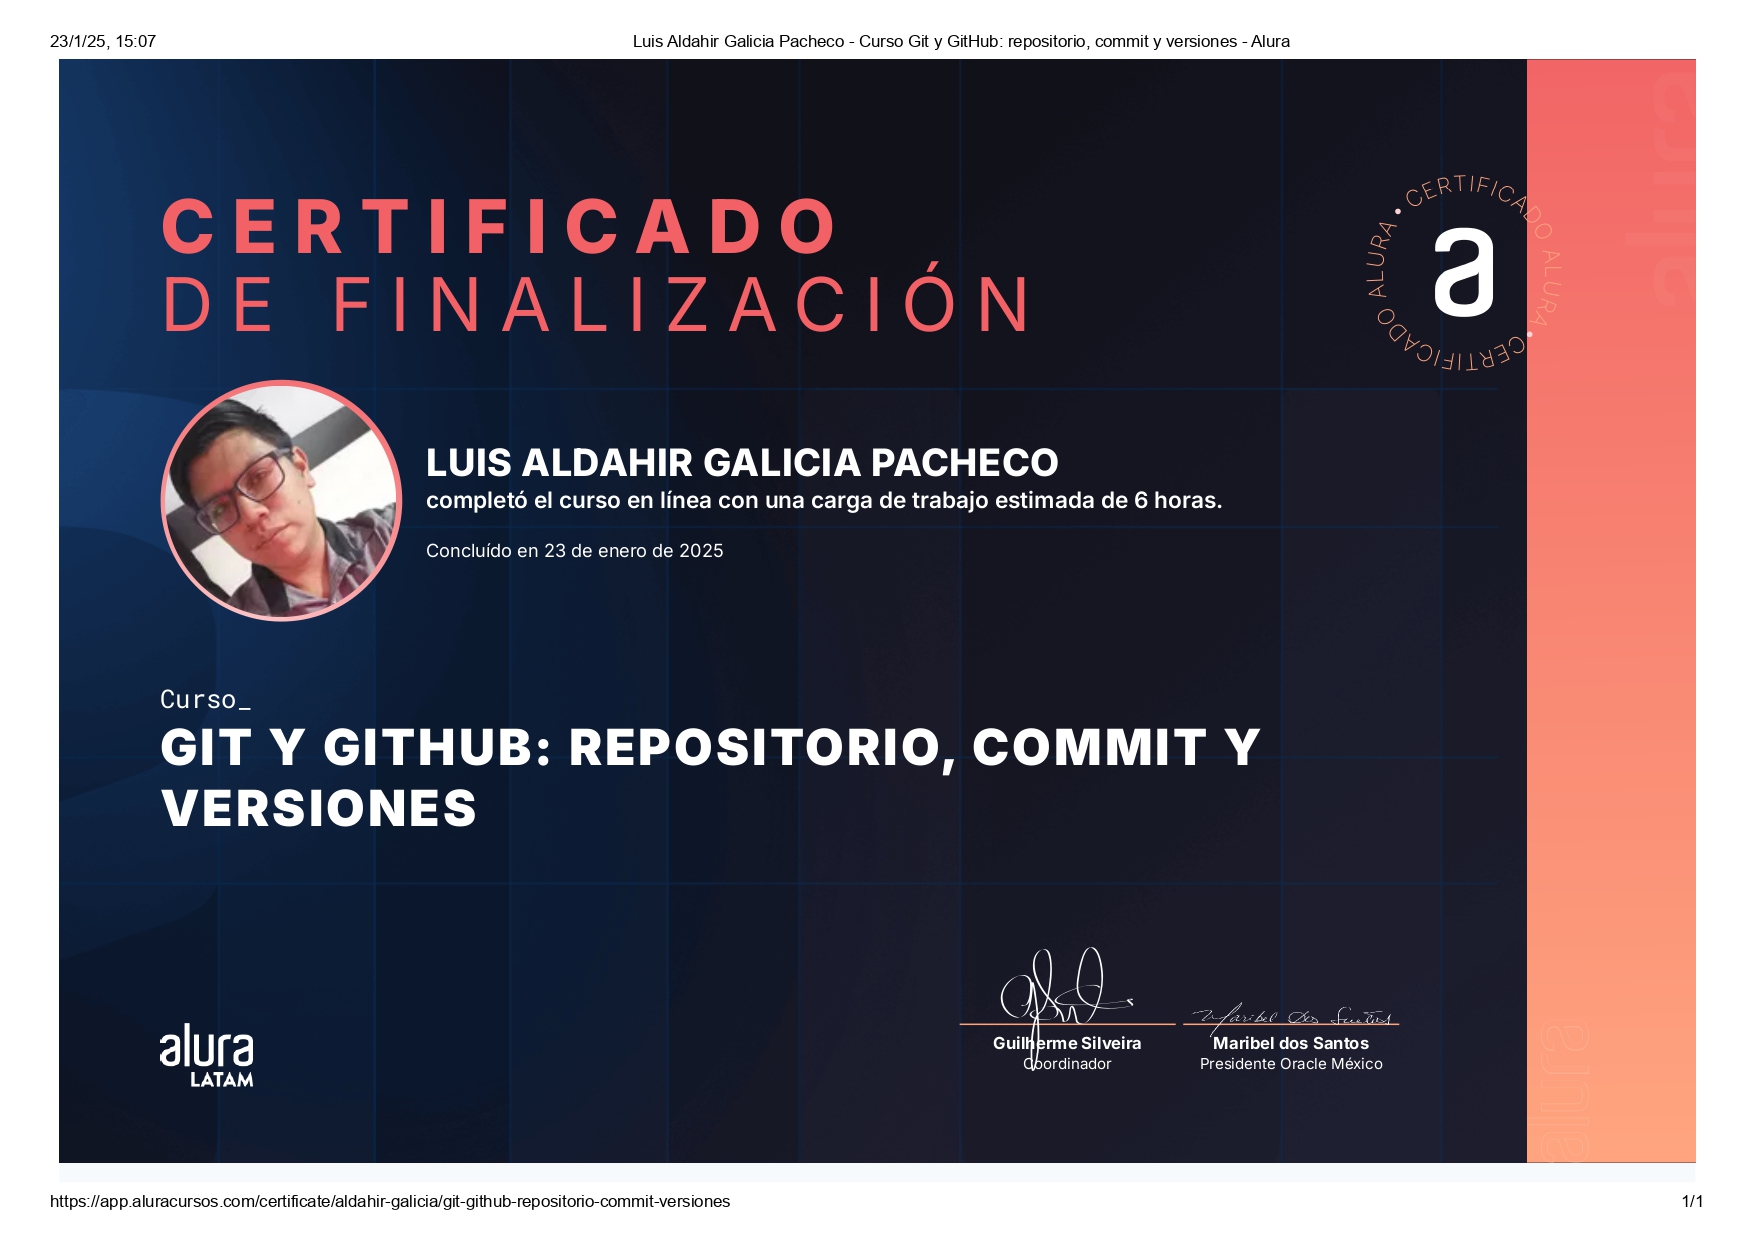 23/1/25, 15:07
Luis Aldahir Galicia Pacheco - Curso Git y GitHub: repositorio, commit y versiones - Alura
CERTIFICADO
DE FINALIZACIÓN
CERTIFICADO ALURA • CERTIFICADO ALURA •
a
LUIS ALDAHIR GALICIA PACHECO
completó el curso en línea con una carga de trabajo estimada de 6 horas.
Concluído en 23 de enero de 2025
Curso_
GIT Y GITHUB: REPOSITORIO, COMMIT Y
VERSIONES
alura
LATAM
Maribel dos Santos
Guilherme Silveira
Coordinador
Maribel dos Santos
Presidente Oracle México
alura
alura
https://app.aluracursos.com/certificate/aldahir-galicia/git-github-repositorio-commit-versiones
1/1